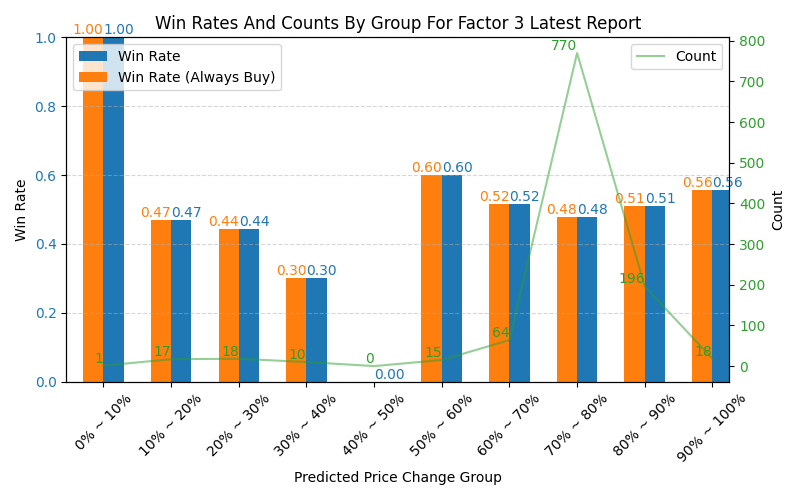 Win Rates And Counts By Group For Factor 3 Latest Report
1.00 1.00
Win Rate
Win Rate (Always Buy)
Count
770
0.47 0.47
0.44 0.44
0.30 0.30
0.00
0.60 0.60
0.52 0.52
0.48 0.48
0.51 0.51
0.56 0.56
1
17
18
10
0
15
64
196
18
1.0
0.8
0.6
0.4
0.2
0.0
Win Rate
800
700
600
500
400
300
200
100
0
Count
0% ~ 10%
10% ~ 20%
20% ~ 30%
30% ~ 40%
40% ~ 50%
50% ~ 60%
60% ~ 70%
70% ~ 80%
80% ~ 90%
90% ~ 100%
Predicted Price Change Group